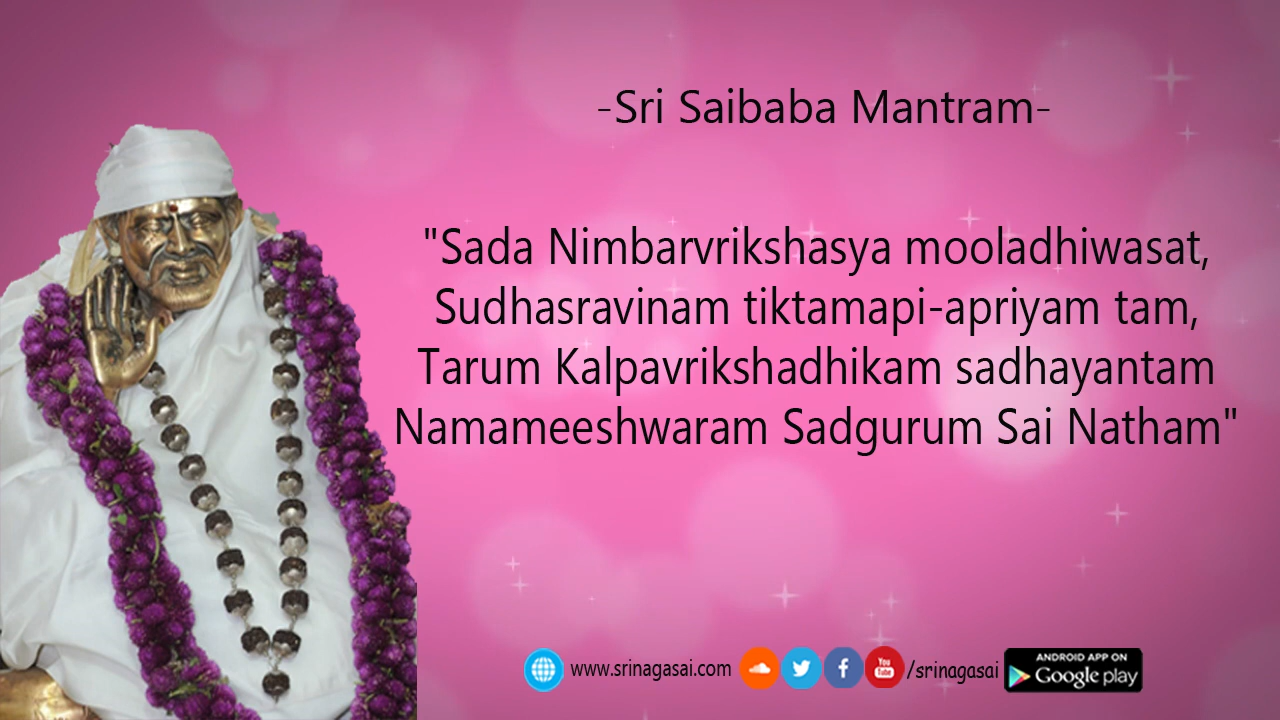 -Sri Saibaba Mantram-
"Sada Nimbarvrikshasya mooladhiwasat,
Sudhasravinam tiktamapi-apriyam tam,
Tarum Kalpavrikshadhikam sadhayantam
Namameeshwaram Sadgurum Sai Natham"
www.srinagasai.com You Tube /srinagasai ANDROID APP ON Google play